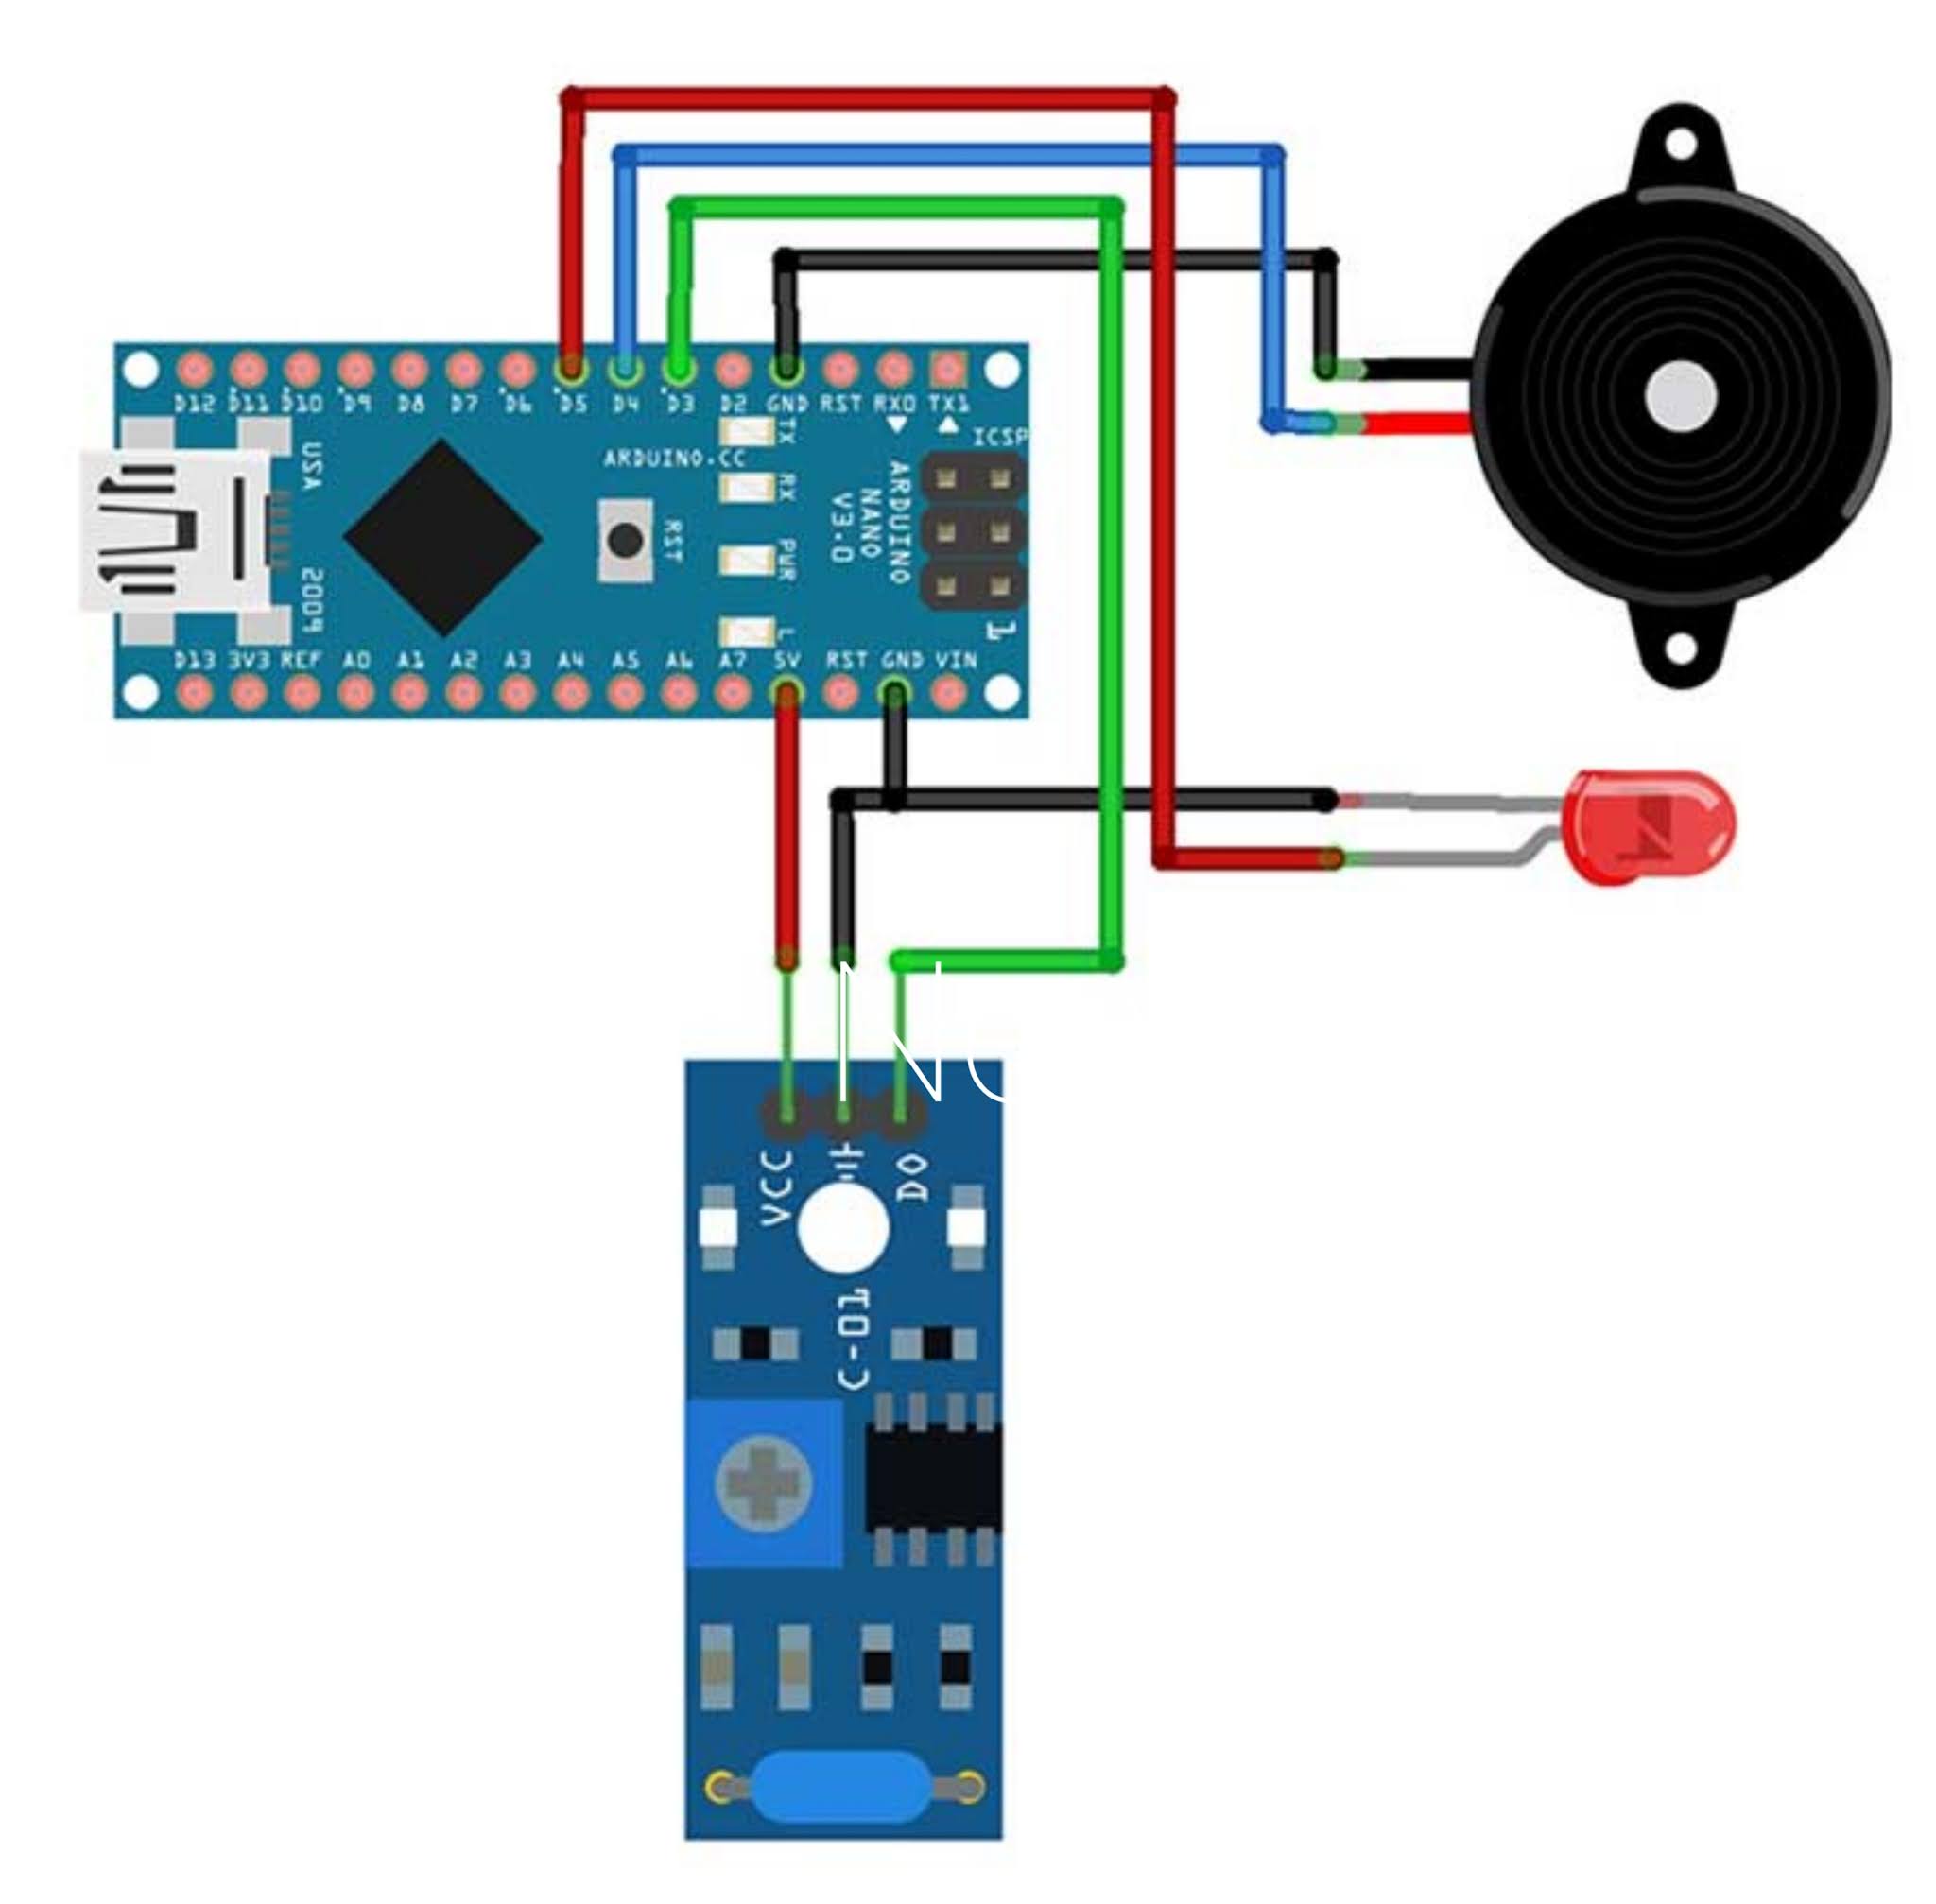 D12 D11 D10 D9 D8 D7 D6 D5 D4 D3 D2 GND RST RX0 TX1
ICSP
TX
ARDUINO.CC
RX
USA
RST
ARDUINO
NANO
V3.0
PWR
2009
L
1
D13 3V3 REF A0 A1 A2 A3 A4 A5 A6 A7 5V RST GND VIN
VCC
DO
C-01